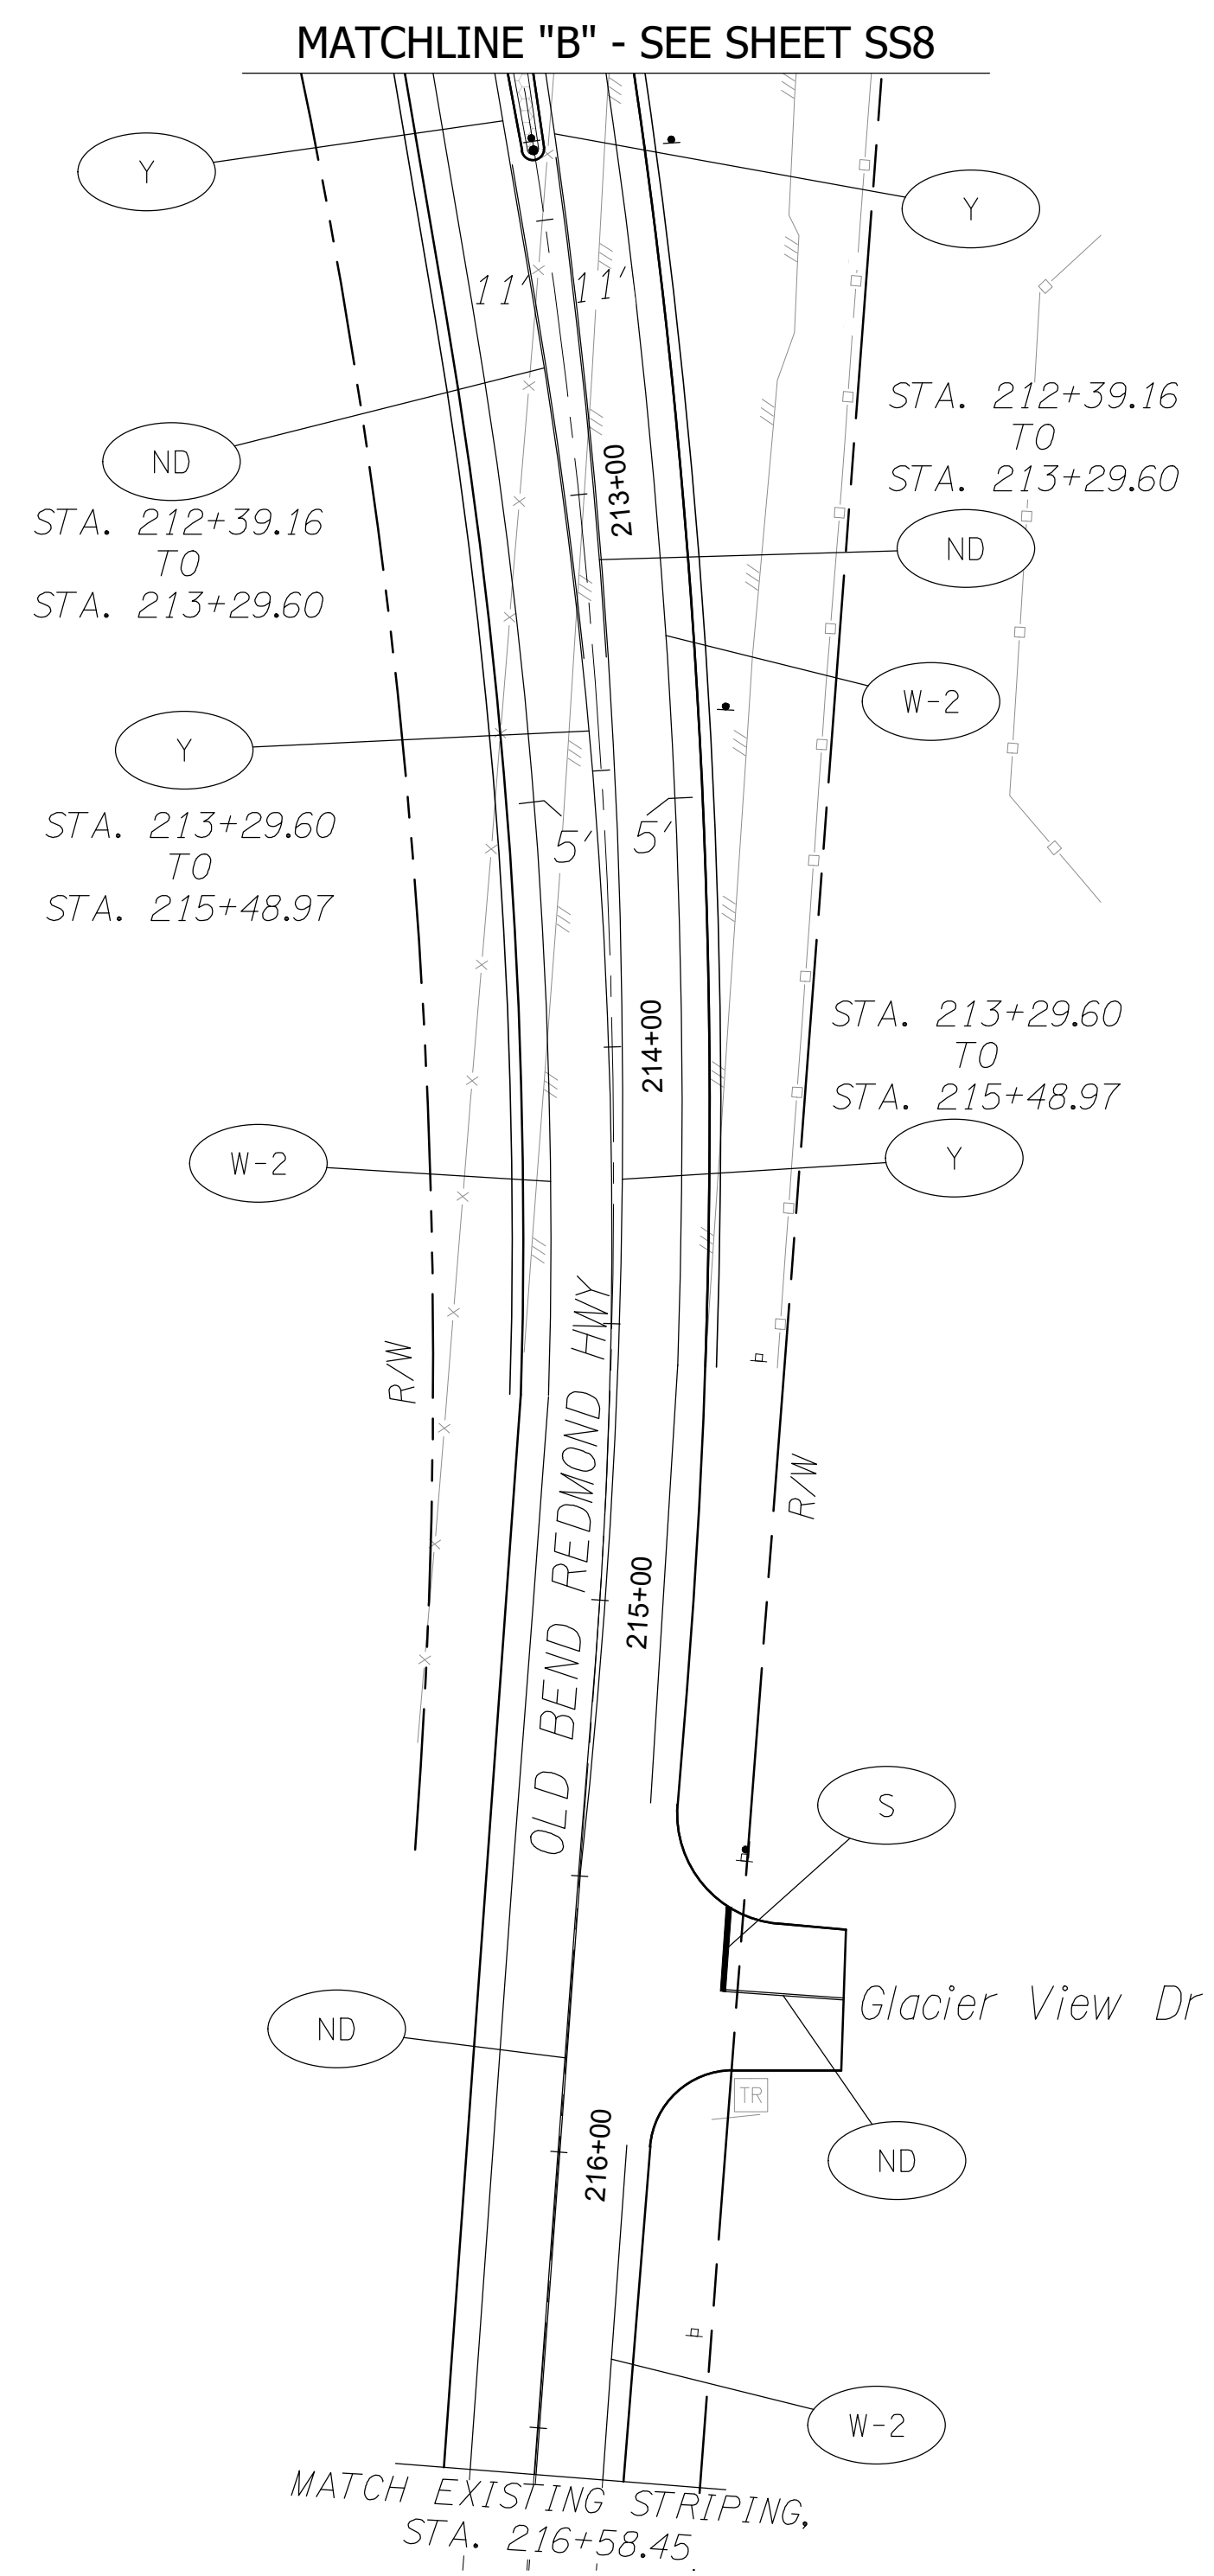 MATCHLINE "B" - SEE SHEET SS8
Y
Y
11'
11'
STA. 212+39.16
TO
STA. 213+29.60
ND
STA. 212+39.16
TO
STA. 213+29.60
213+00
ND
W-2
Y
STA. 213+29.60
TO
STA. 215+48.97
5'
5'
STA. 213+29.60
TO
STA. 215+48.97
214+00
W-2
Y
R/W
OLD BEND REDMOND HWY
R/W
215+00
S
Glacier View Dr
ND
TR
ND
216+00
W-2
MATCH EXISTING STRIPING,
STA. 216+58.45